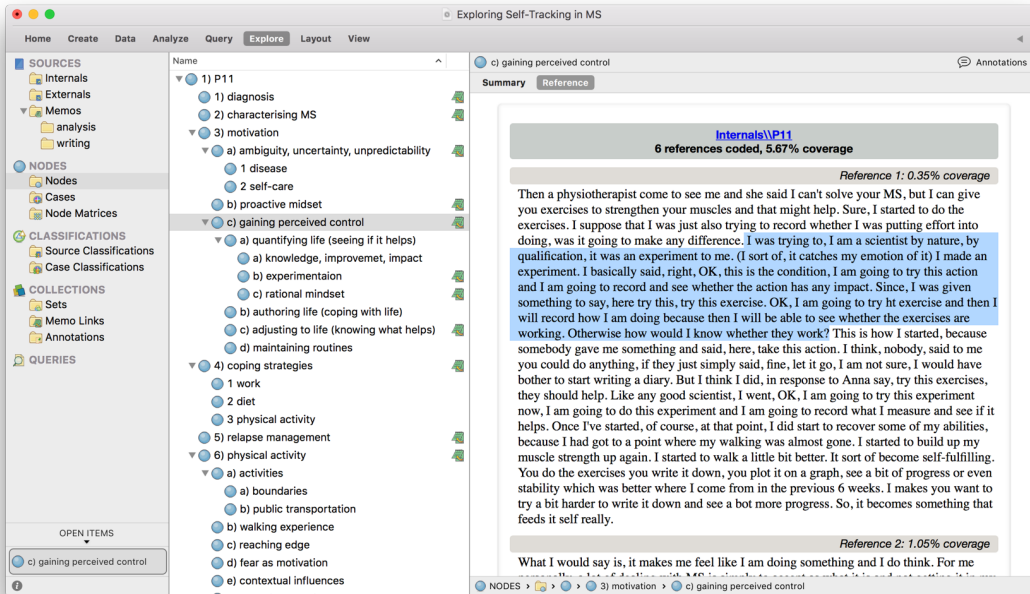 Exploring Self-Tracking in MS
Home Create Data Analyze Query Explore Layout View
SOURCES
Internals
Externals
Memos
analysis
writing
NODES
Nodes
Cases
Node Matrices
CLASSIFICATIONS
Source Classifications
Case Classifications
COLLECTIONS
Sets
Memo Links
Annotations
QUERIES
OPEN ITEMS
c) gaining perceived control
Name
1) P11
1) diagnosis
2) characterising MS
3) motivation
a) ambiguity, uncertainty, unpredictability
1 disease
2 self-care
b) proactive midset
c) gaining perceived control
a) quantifying life (seeing if it helps)
a) knowledge, improvemet, impact
b) experimentaion
c) rational mindset
b) authoring life (coping with life)
c) adjusting to life (knowing what helps)
d) maintaining routines
4) coping strategies
1 work
2 diet
3 physical activity
5) relapse management
6) physical activity
a) activities
a) boundaries
b) public transportation
b) walking experience
c) reaching edge
d) fear as motivation
e) contextual influences
c) gaining perceived control
Annotations
Summary Reference
Internals\\P11
6 references coded, 5.67% coverage
Reference 1: 0.35% coverage
Then a physiotherapist come to see me and she said I can't solve your MS, but I can give
you exercises to strengthen your muscles and that might help. Sure, I started to do the
exercises. I suppose that I was just also trying to record whether I was putting effort into
doing, was it going to make any difference. I was trying to, I am a scientist by nature, by
qualification, it was an experiment to me. (I sort of, it catches my emotion of it) I made an
experiment. I basically said, right, OK, this is the condition, I am going to try this action
and I am going to record and see whether the action has any impact. Since, I was given
something to say, here try this, try this exercise. OK, I am going to try ht exercise and then I
will record how I am doing because then I will be able to see whether the exercises are
working. Otherwise how would I know whether they work? This is how I started, because
somebody gave me something and said, here, take this action. I think, nobody, said to me
you could do anything, if they just simply said, fine, let it go, I am not sure, I would have
bother to start writing a diary. But I think I did, in response to Anna say, try this exercises,
they should help. Like any good scientist, I went, OK, I am going to try this experiment
now, I am going to do this experiment and I am going to record what I measure and see if it
helps. Once I've started, of course, at that point, I did start to recover some of my abilities,
because I had got to a point where my walking was almost gone. I started to build up my
muscle strength up again. I started to walk a little bit better. It sort of become self-fulfilling.
You do the exercises you write it down, you plot it on a graph, see a bit of progress or even
stability which was better where I come from in the previous 6 weeks. I makes you want to
try a bit harder to write it down and see a bot more progress. So, it becomes something that
feeds it self really.
Reference 2: 1.05% coverage
What I would say is, it makes me feel like I am doing something and I do think. For me
NODES › › › 3) motivation › c) gaining perceived control